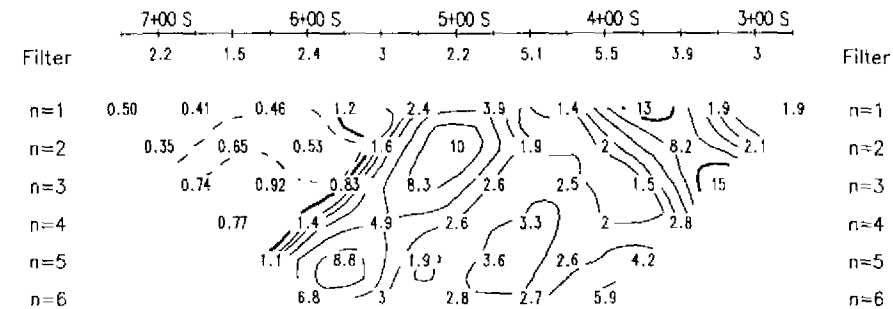 7+00 S 6+00 S 5+00 S 4+00 S 3+00 S
Filter 2.2 1.5 2.4 3 2.2 5.1 5.5 3.9 3 Filter
n=1 0.50 0.41 0.46 1.2 2.4 3.9 1.4 13 1.9 1.9 n=1
n=2 0.35 0.65 0.53 1.6 10 1.9 2 8.2 2.1 n=2
n=3 0.74 0.92 0.83 8.3 2.6 2.5 1.5 15 n=3
n=4 0.77 1.4 4.9 2.6 3.3 2 2.8 n=4
n=5 1.1 8.8 1.9 3.6 2.6 4.2 n=5
n=6 6.8 3 2.8 2.7 5.9 n=6